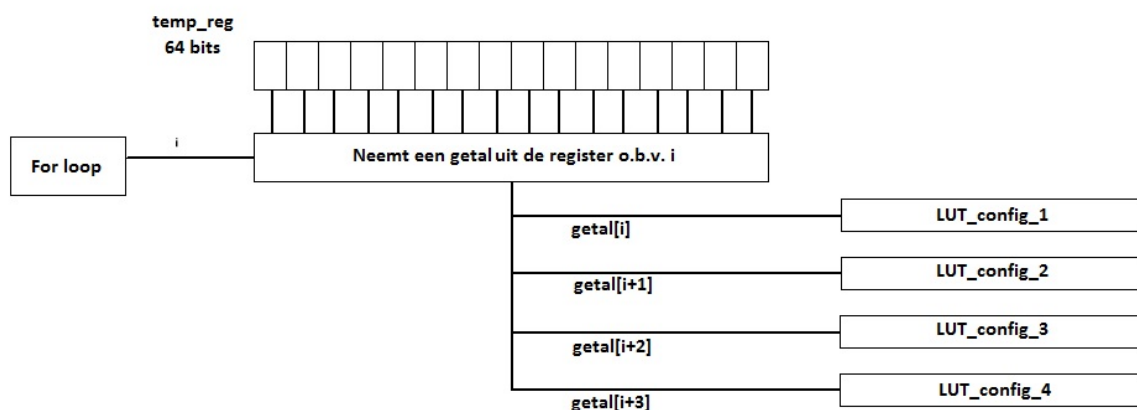 temp_reg
64 bits
i
For loop
Neemt een getal uit de register o.b.v. i
getal[i]
LUT_config_1
getal[i+1]
LUT_config_2
getal[i+2]
LUT_config_3
getal[i+3]
LUT_config_4